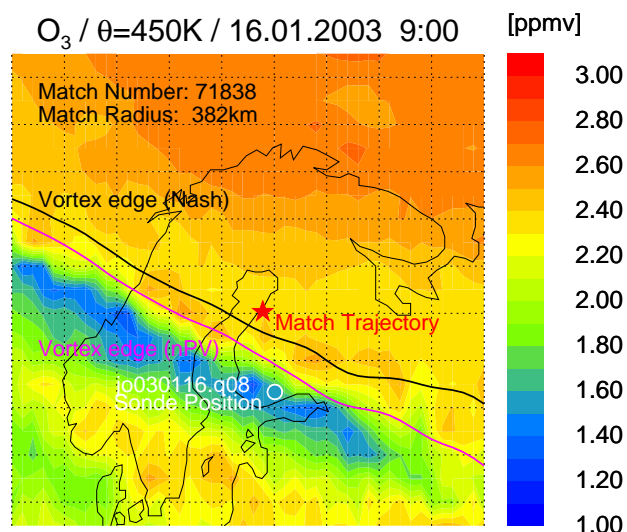 O₃ / θ=450K / 16.01.2003 9:00
[ppmv]
Match Number: 71838
Match Radius: 382km
Vortex edge (Nash)
Match Trajectory
Vortex edge (nPV)
jo030116.q08
Sonde Position
3.00
2.80
2.60
2.40
2.20
2.00
1.80
1.60
1.40
1.20
1.00